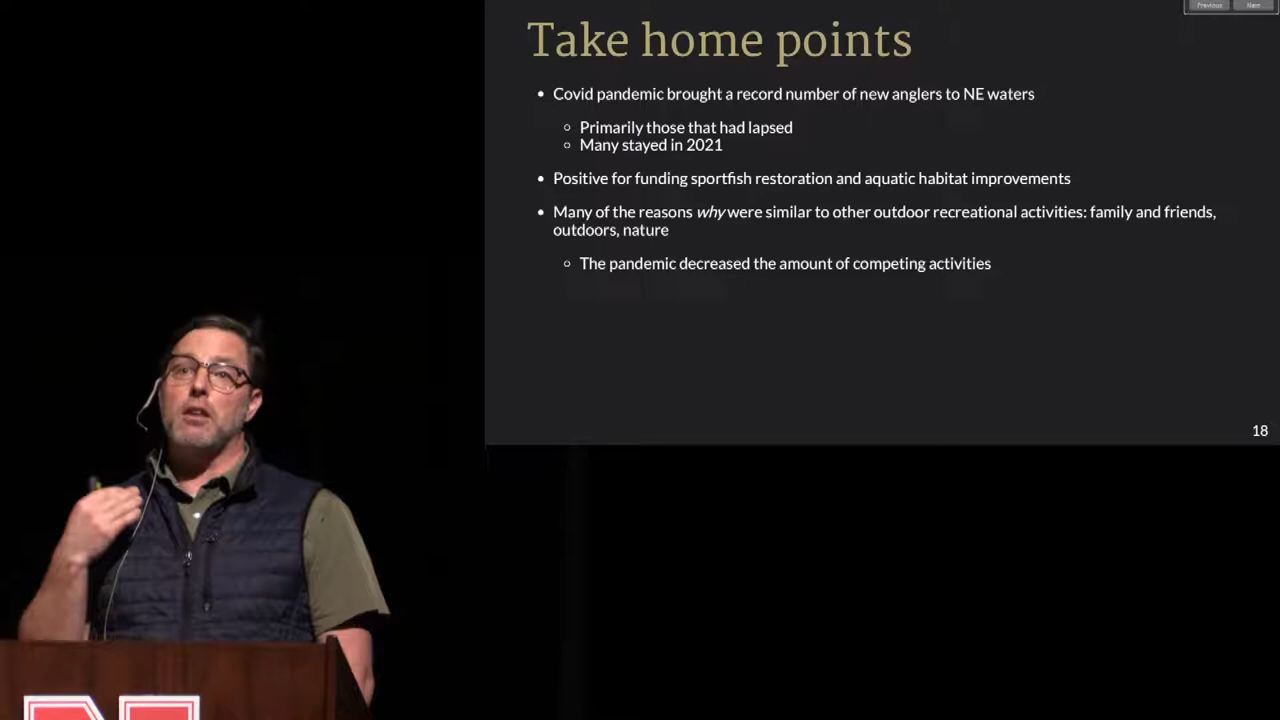 Previous Next
Take home points
• Covid pandemic brought a record number of new anglers to NE waters
○ Primarily those that had lapsed
○ Many stayed in 2021
• Positive for funding sportfish restoration and aquatic habitat improvements
• Many of the reasons why were similar to other outdoor recreational activities: family and friends,
outdoors, nature
○ The pandemic decreased the amount of competing activities
18
N